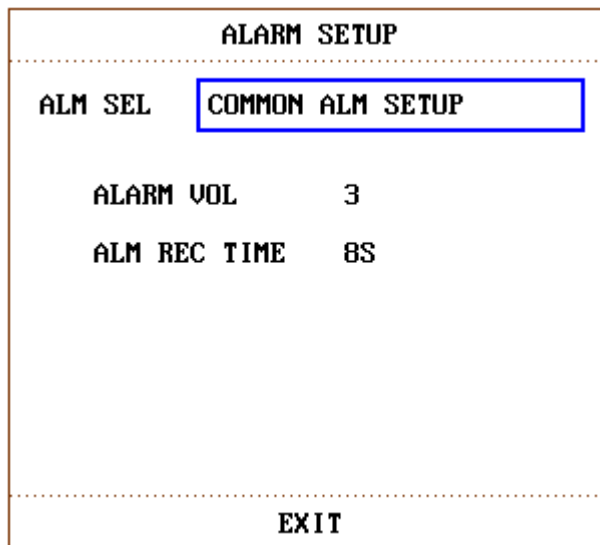 ALARM SETUP
ALM SEL COMMON ALM SETUP
ALARM VOL 3
ALM REC TIME 8S
EXIT